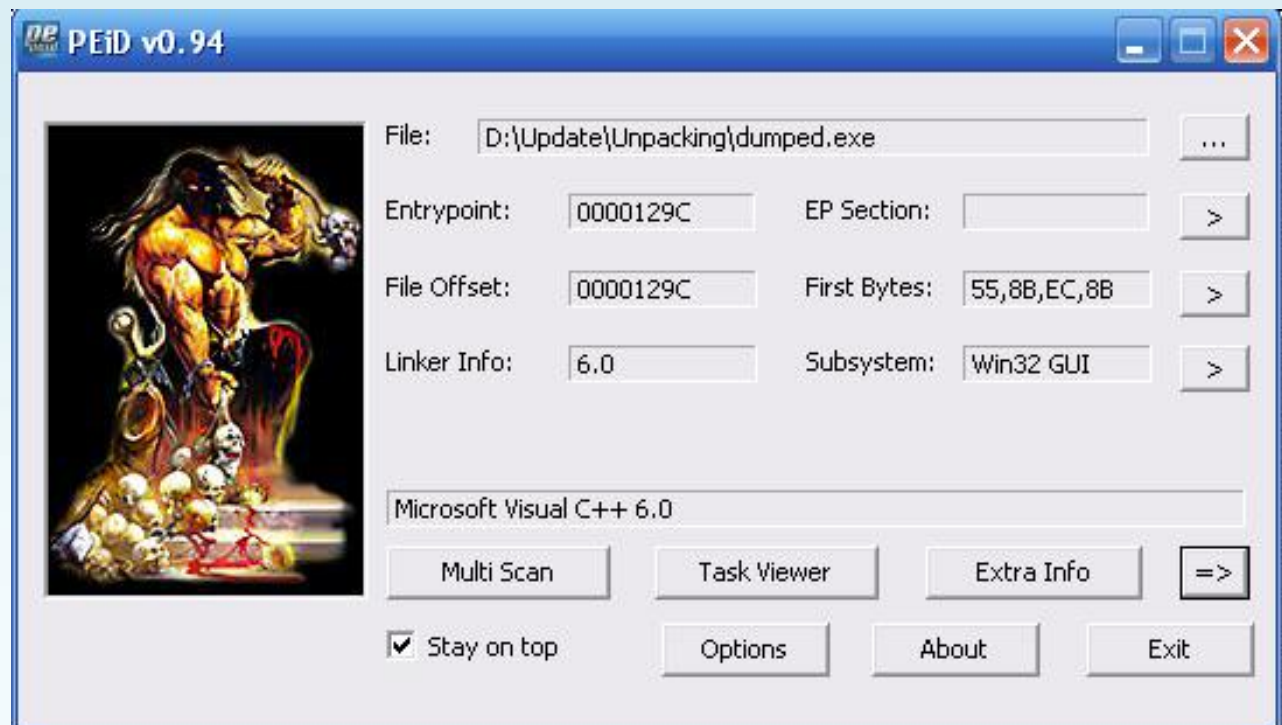 PEiD v0.94
File: D:\Update\Unpacking\dumped.exe ...
Entrypoint: 0000129C EP Section: >
File Offset: 0000129C First Bytes: 55,8B,EC,8B >
Linker Info: 6.0 Subsystem: Win32 GUI >
Microsoft Visual C++ 6.0
Multi Scan Task Viewer Extra Info =>
Stay on top Options About Exit